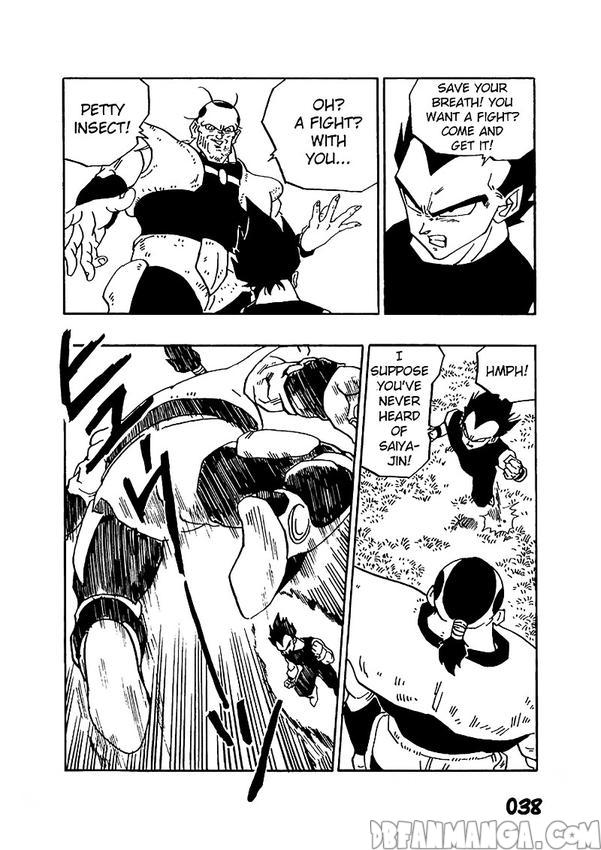 SAVE YOUR
BREATH! YOU
WANT A FIGHT?
COME AND
GET IT!
OH?
A FIGHT?
WITH
YOU...
PETTY
INSECT!
HMPH!
I
SUPPOSE
YOU'VE
NEVER
HEARD
OF
SAIYA-
JIN!
038
DBFANMANGA.COM